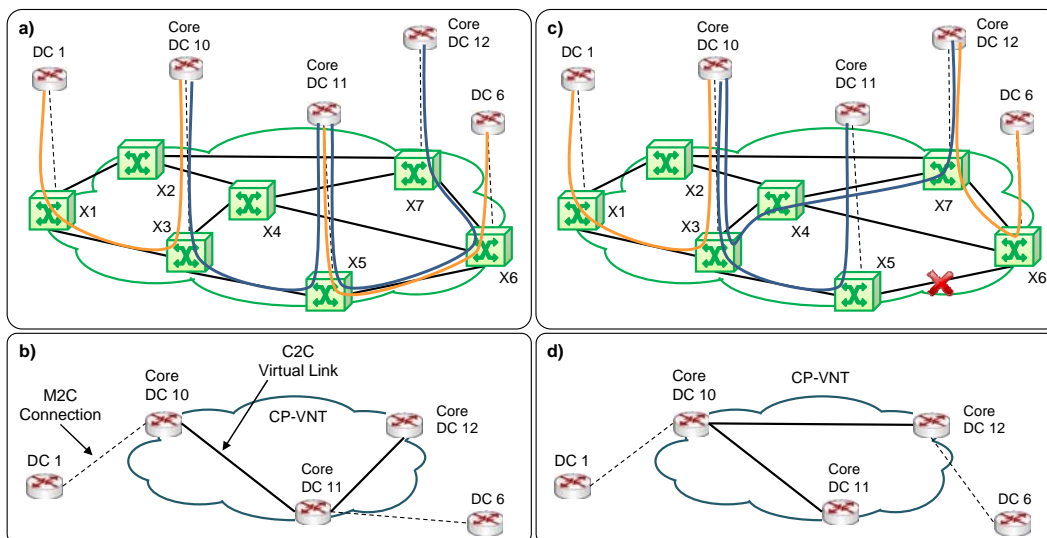 a)
DC 1
Core
DC 10
Core
DC 11
Core
DC 12
DC 6
X1
X2
X3
X4
X5
X6
X7
b)
M2C
Connection
Core
DC 10
C2C
Virtual Link
CP-VNT
Core
DC 12
DC 1
Core
DC 11
DC 6
c)
DC 1
Core
DC 10
Core
DC 11
Core
DC 12
DC 6
X1
X2
X3
X4
X5
X6
X7
d)
Core
DC 10
CP-VNT
Core
DC 12
DC 1
Core
DC 11
DC 6